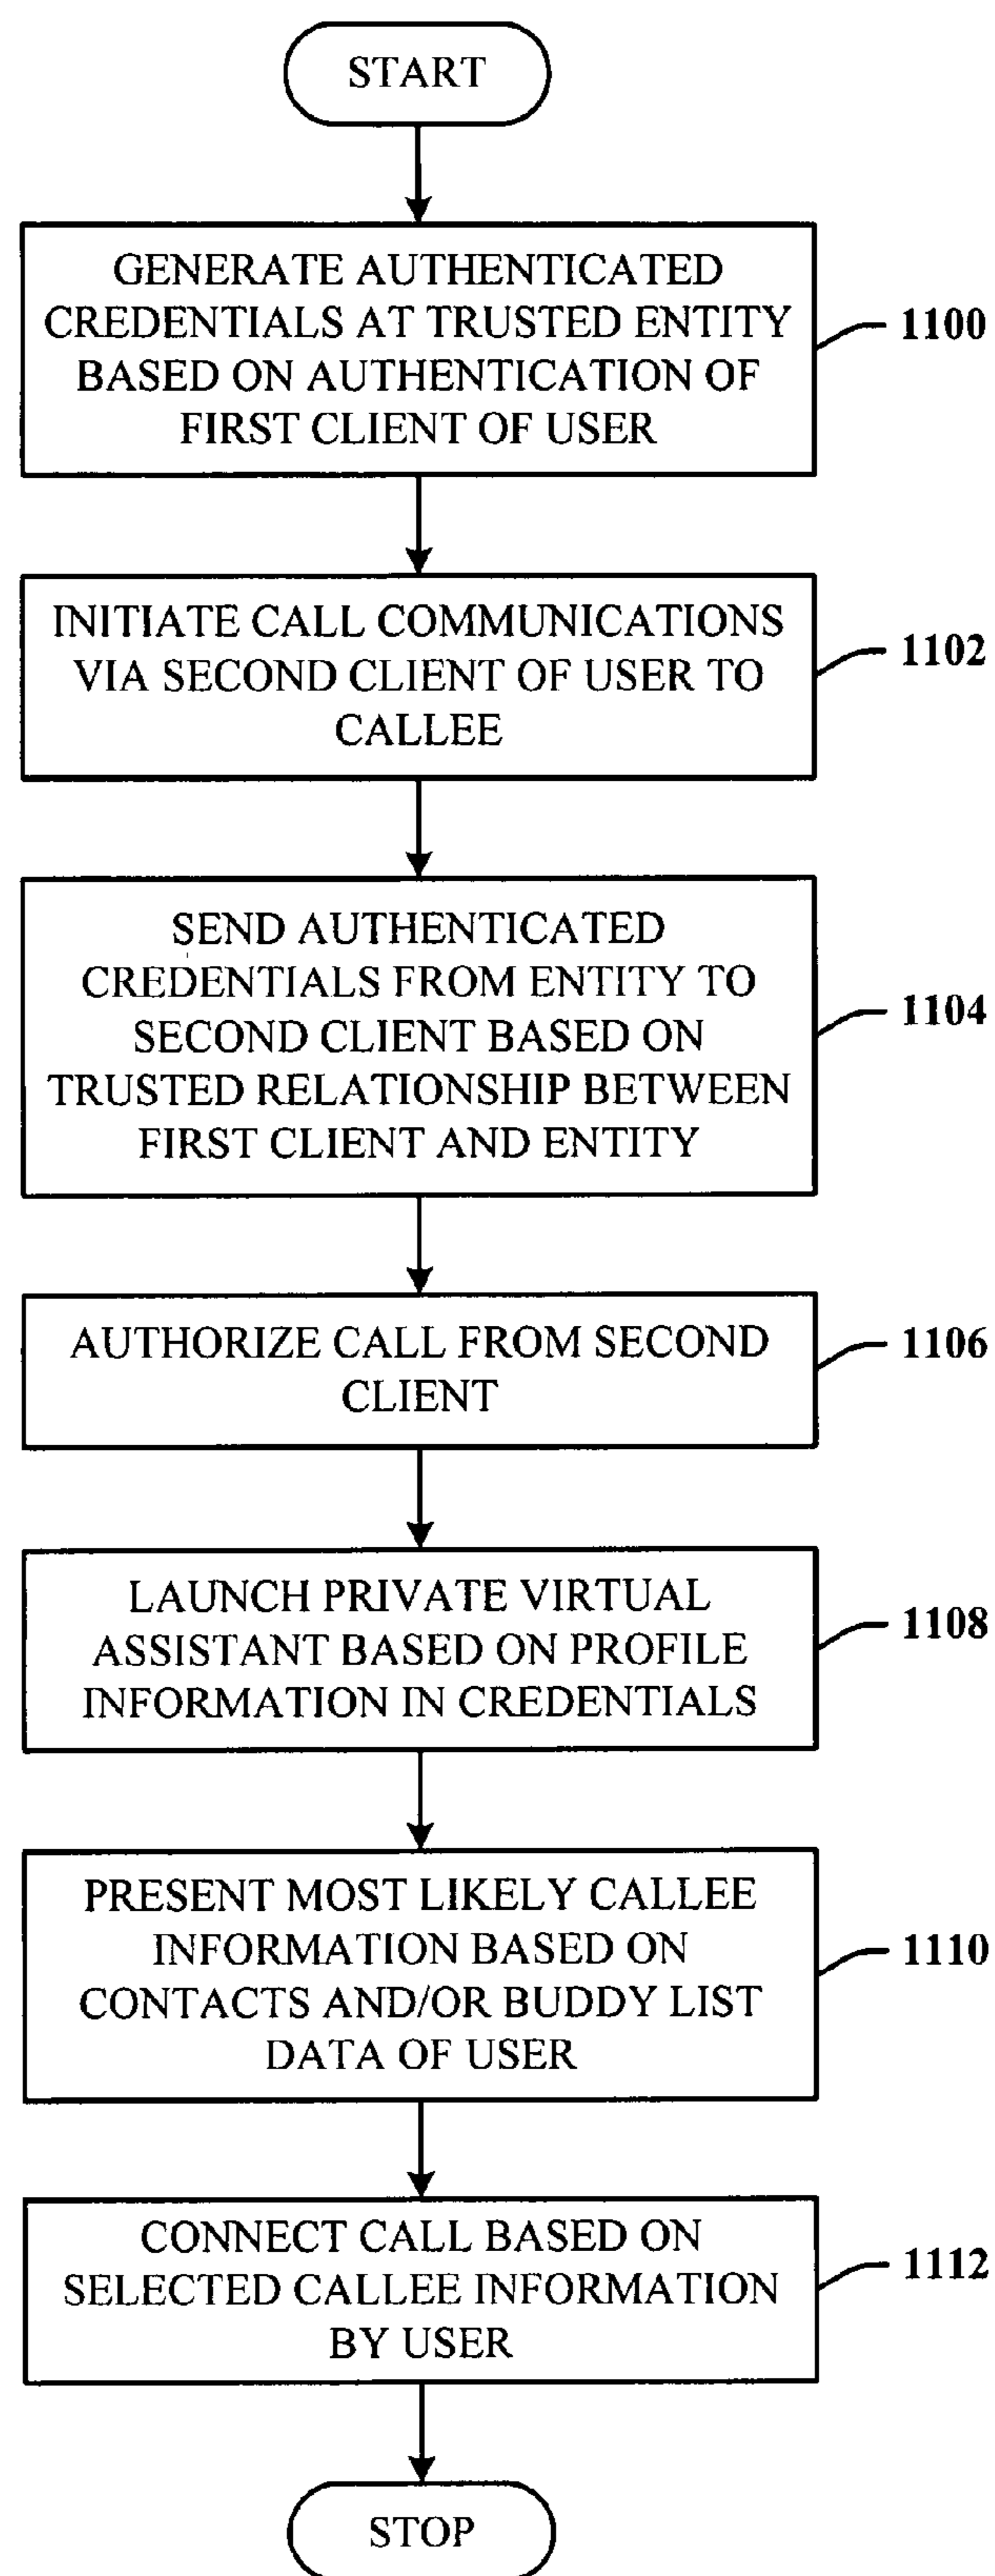 START
GENERATE AUTHENTICATED
CREDENTIALS AT TRUSTED ENTITY
BASED ON AUTHENTICATION OF
FIRST CLIENT OF USER
1100
INITIATE CALL COMMUNICATIONS
VIA SECOND CLIENT OF USER TO
CALLEE
1102
SEND AUTHENTICATED
CREDENTIALS FROM ENTITY TO
SECOND CLIENT BASED ON
TRUSTED RELATIONSHIP BETWEEN
FIRST CLIENT AND ENTITY
1104
AUTHORIZE CALL FROM SECOND
CLIENT
1106
LAUNCH PRIVATE VIRTUAL
ASSISTANT BASED ON PROFILE
INFORMATION IN CREDENTIALS
1108
PRESENT MOST LIKELY CALLEE
INFORMATION BASED ON
CONTACTS AND/OR BUDDY LIST
DATA OF USER
1110
CONNECT CALL BASED ON
SELECTED CALLEE INFORMATION
BY USER
1112
STOP